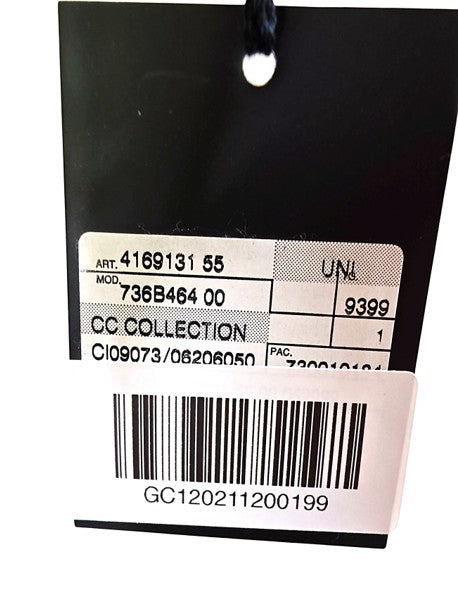 ART. 4169131 55 UNI.
MOD. 736B464 00 9399
CC COLLECTION 1
CI09073/06206050 PAC.
GC120211200199